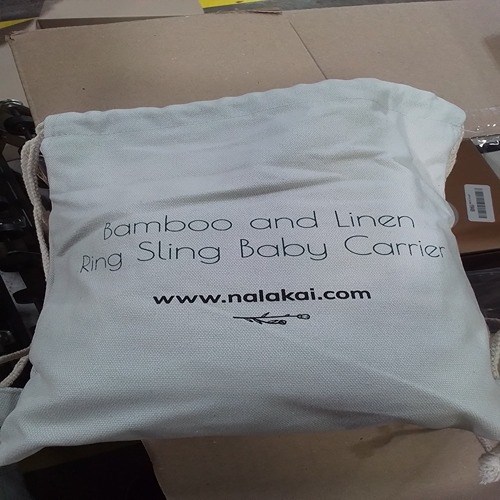 Bamboo and Linen
Ring Sling Baby Carrier
www.nalakai.com